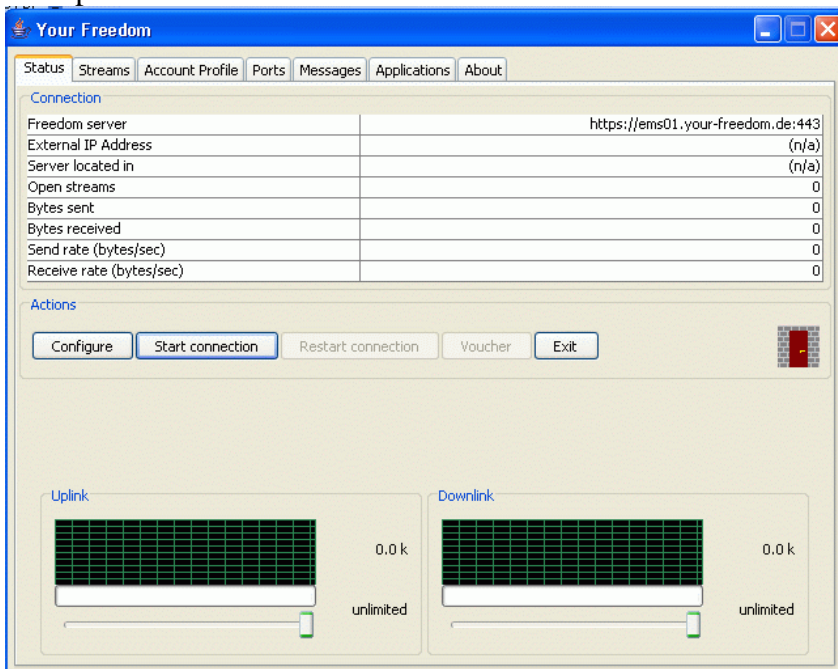 Your Freedom
Status Streams Account Profile Ports Messages Applications About
Connection
Freedom server https://ems01.your-freedom.de:443
External IP Address (n/a)
Server located in (n/a)
Open streams 0
Bytes sent 0
Bytes received 0
Send rate (bytes/sec) 0
Receive rate (bytes/sec) 0
Actions
Configure Start connection Restart connection Voucher Exit
Uplink Downlink
0.0 k 0.0 k
unlimited unlimited